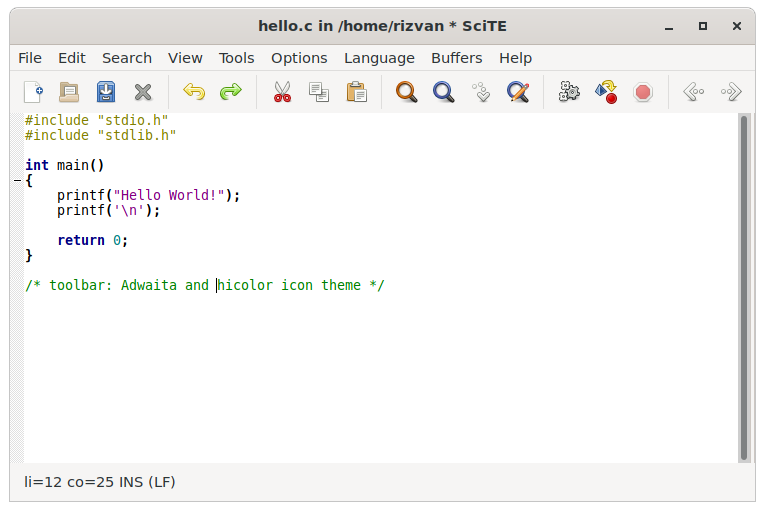 hello.c in /home/rizvan * SciTE
File Edit Search View Tools Options Language Buffers Help
#include "stdio.h"
#include "stdlib.h"
int main()
{
    printf("Hello World!");
    printf('\n');
    return 0;
}
/* toolbar: Adwaita and hicolor icon theme */
li=12 co=25 INS (LF)